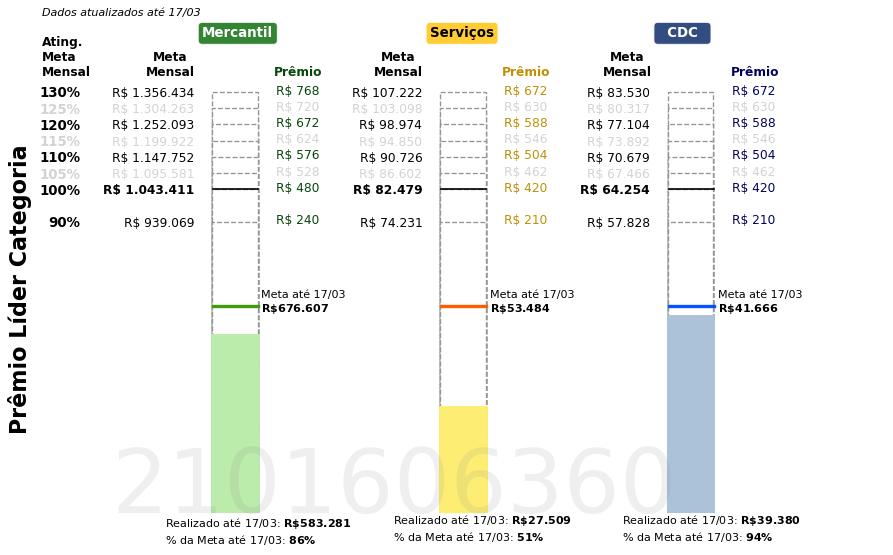 Dados atualizados até 17/03
Mercantil
Serviços
CDC
Ating.
Meta
Mensal
Meta
Mensal
Prêmio
Meta
Mensal
Prêmio
Meta
Mensal
Prêmio
130% R$ 1.356.434 R$ 768 R$ 107.222 R$ 672 R$ 83.530 R$ 672
125% R$ 1.304.263 R$ 720 R$ 103.098 R$ 630 R$ 80.317 R$ 630
120% R$ 1.252.093 R$ 672 R$ 98.974 R$ 588 R$ 77.104 R$ 588
115% R$ 1.199.922 R$ 624 R$ 94.850 R$ 546 R$ 73.892 R$ 546
110% R$ 1.147.752 R$ 576 R$ 90.726 R$ 504 R$ 70.679 R$ 504
105% R$ 1.095.581 R$ 528 R$ 86.602 R$ 462 R$ 67.466 R$ 462
100% R$ 1.043.411 R$ 480 R$ 82.479 R$ 420 R$ 64.254 R$ 420
90% R$ 939.069 R$ 240 R$ 74.231 R$ 210 R$ 57.828 R$ 210
Prêmio Líder Categoria
Meta até 17/03
R$676.607
Meta até 17/03
R$53.484
Meta até 17/03
R$41.666
2101606360
Realizado até 17/03: R$583.281
% da Meta até 17/03: 86%
Realizado até 17/03: R$27.509
% da Meta até 17/03: 51%
Realizado até 17/03: R$39.380
% da Meta até 17/03: 94%